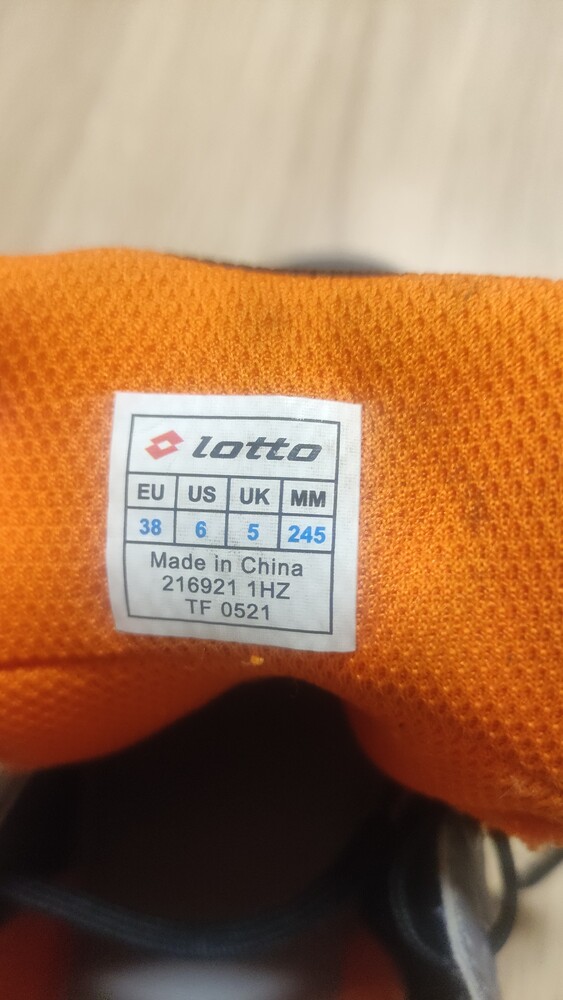 lotto
EU US UK MM
38 6 5 245
Made in China
216921 1HZ
TF 0521